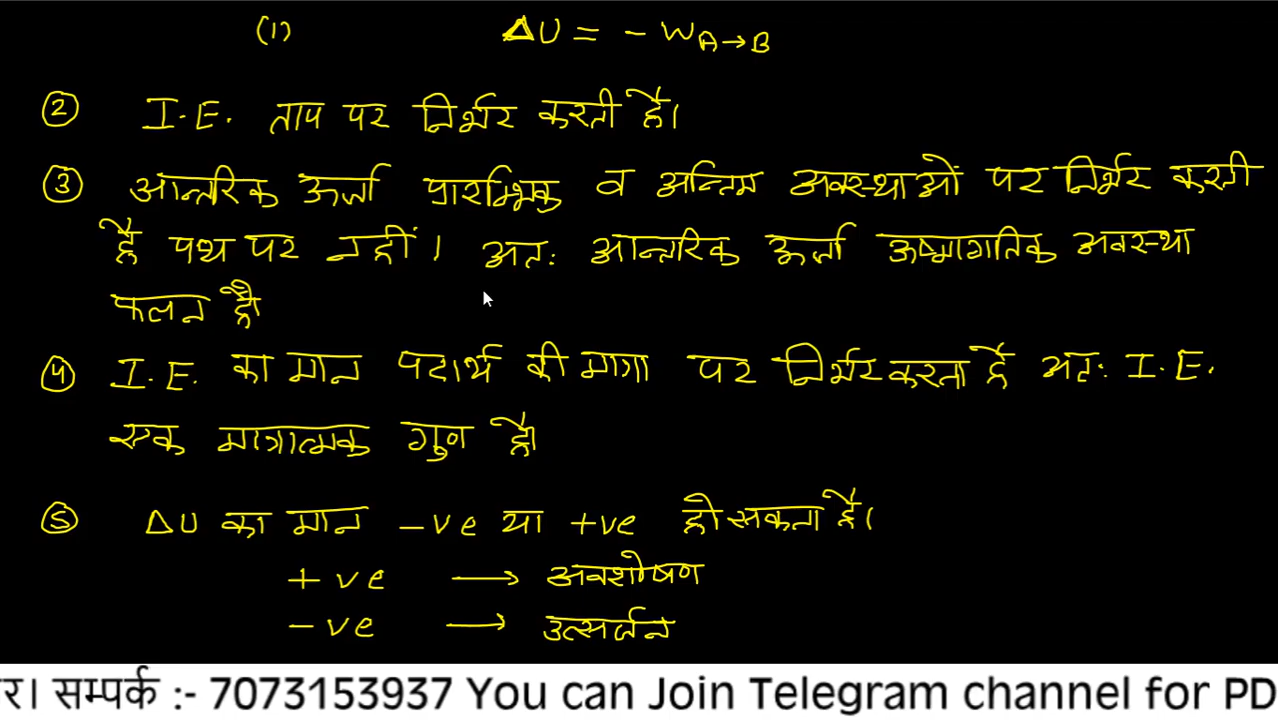 (1) ΔU = - W A→B
② I.E. ताप पर निर्भर करती है।
③ आन्तरिक ऊर्जा प्रारम्भिक व अन्तिम अवस्थाओं पर निर्भर करती
है पथ पर नहीं। अतः आन्तरिक ऊर्जा ऊष्मागतिक अवस्था
फलन है।
④ I.E. का मान पदार्थ की मात्रा पर निर्भर करता है अतः I.E.
एक मात्रात्मक गुण है।
⑤ ΔU का मान -ve या +ve हो सकता है।
+ve → अवशोषण
-ve → उत्सर्जन
र। सम्पर्क :- 7073153937 You can Join Telegram channel for PD